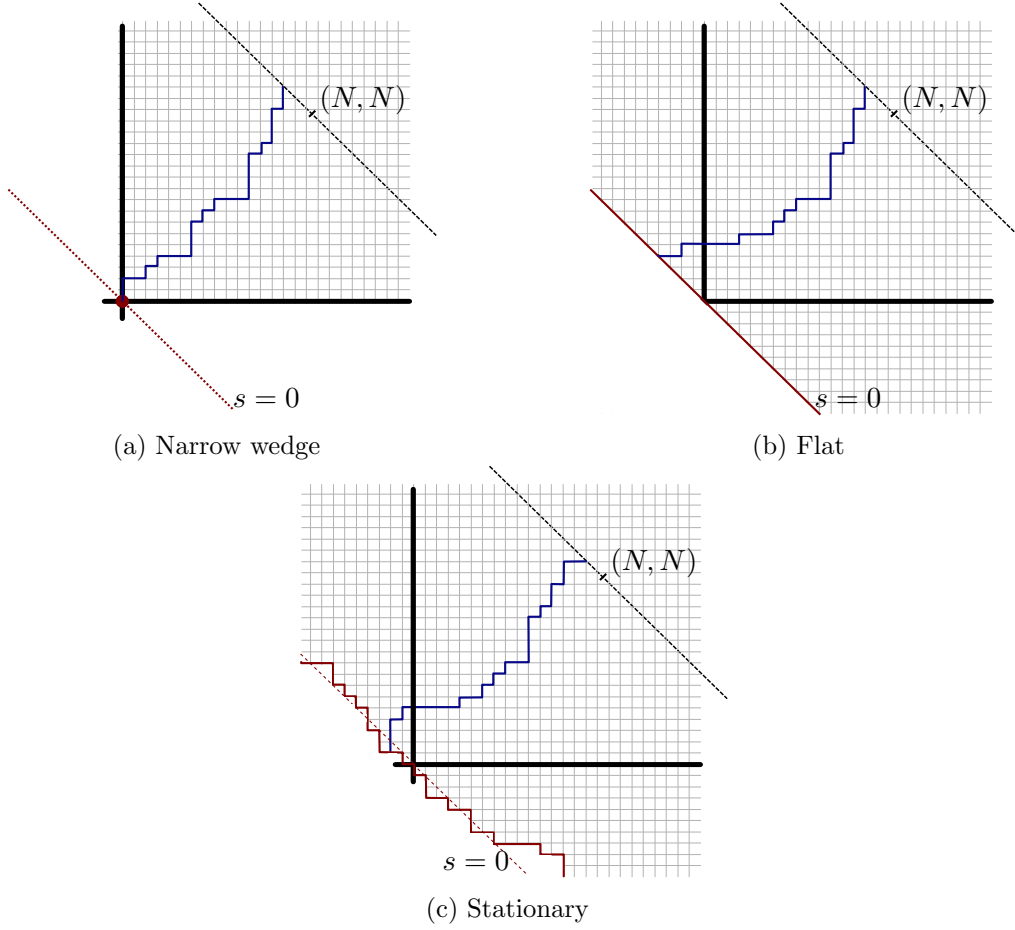 (N, N)
(N, N)
s = 0
s = 0
(a) Narrow wedge
(b) Flat
(N, N)
s = 0
(c) Stationary